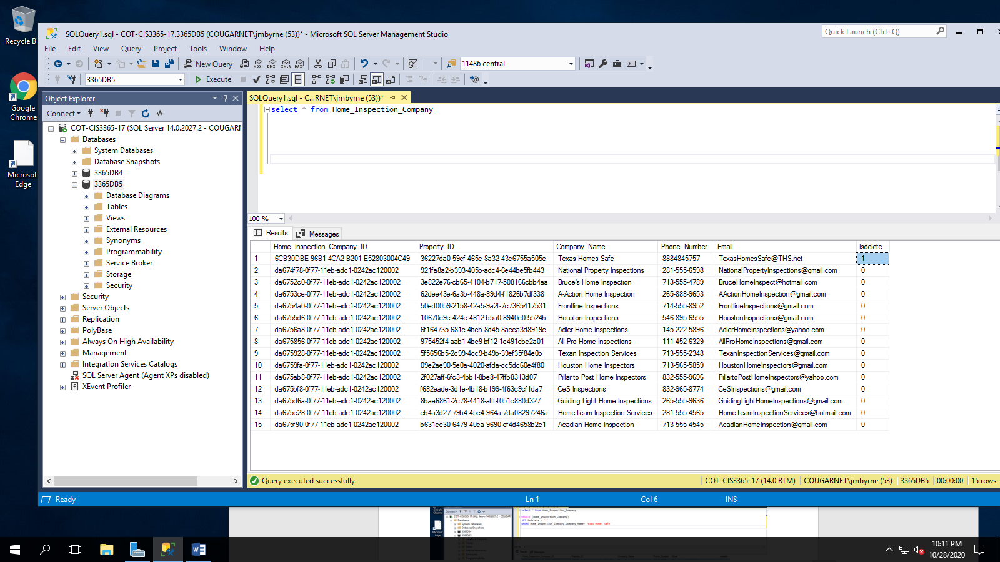 Recycle Bi
Google
Chrome
Microsof
Edge
SQLQuery1.sql - COT-CIS3365-17.3365DB5 (COUGARNET\jmbyrne (53))* - Microsoft SQL Server Management Studio
Quick Launch (Ctrl+Q)
File Edit View Query Project Tools Window Help
New Query MDX DMX XMLA DAX 11486 central
3365DB5 Execute
Object Explorer
Connect
COT-CIS3365-17 (SQL Server 14.0.2027.2 - COUGARN
Databases
System Databases
Database Snapshots
3365DB4
3365DB5
Database Diagrams
Tables
Views
External Resources
Synonyms
Programmability
Service Broker
Storage
Security
Security
Server Objects
Replication
PolyBase
Always On High Availability
Management
Integration Services Catalogs
SQL Server Agent (Agent XPs disabled)
XEvent Profiler
SQLQuery1.sql - C...RNET\jmbyrne (53))*
select * from Home_Inspection_Company
100 %
Results Messages
Home_Inspection_Company_ID Property_ID Company_Name Phone_Number Email isdelete
1 6CB30DBE-96B1-4CA2-B201-E52803004C49 36227da0-59ef-465e-8a32-43e6755a505e Texas Homes Safe 8884845757 TexasHomesSafe@THS.net 1
2 da674f78-0f77-11eb-adc1-0242ac120002 921fa8a2-b393-405b-adc4-6e44be5fb443 National Property Inspections 281-555-6598 NationalPropertyInspections@gmail.com 0
3 da6752c0-0f77-11eb-adc1-0242ac120002 3e822e76-cb65-4104-b717-508166cbb4aa Bruce's Home Inspection 713-555-4789 BruceHomeInspect@hotmail.com 0
4 da6753ce-0f77-11eb-adc1-0242ac120002 62dee43e-6a3b-448a-89d4-f1826b7df338 A-Action Home Inspection 265-888-9653 AActionHomeInspection@gmail.com 0
5 da6754a0-0f77-11eb-adc1-0242ac120002 50ed0059-2158-42a5-9a2f-7c7365417531 Frontline Inspections 714-555-8952 FrontlineInspections@gmail.com 0
6 da6755d6-0f77-11eb-adc1-0242ac120002 10670c9e-424e-4812-b5a0-8940c0f5524b Houston Inspections 546-895-6555 HoustonInspections@gmail.com 0
7 da6756a8-0f77-11eb-adc1-0242ac120002 6f164735-681c-4beb-8d45-8acea3d8919c Adler Home Inspections 145-222-5896 AdlerHomeInspections@yahoo.com 0
8 da675856-0f77-11eb-adc1-0242ac120002 975452f4-aab1-4bc9-bf12-1e491cbe2a01 All Pro Home Inspections 111-452-6329 AllProHomeInspections@gmail.com 0
9 da675928-0f77-11eb-adc1-0242ac120002 5f5656b5-2c99-4cc9-b49b-39ef35f84e0b Texan Inspection Services 713-555-2348 TexanInspectionServices@gmail.com 0
10 da6759fa-0f77-11eb-adc1-0242ac120002 09e2ae90-5e0a-4020-afda-cc5dc60e4f80 Houston Home Inspectors 713-565-5859 HoustonHomeInspectors@gmail.com 0
11 da675ab8-0f77-11eb-adc1-0242ac120002 2f027aff-6fc3-4bb1-8be8-47ffb8313d07 Pillar to Post Home Inspectors 832-555-9696 PillartoPostHomeInspectors@yahoo.com 0
12 da675bf8-0f77-11eb-adc1-0242ac120002 f682eade-3d1e-4b18-b199-4f63c9cf1da7 CeS Inspections 832-965-8774 CeSInspections@gmail.com 0
13 da675d6a-0f77-11eb-adc1-0242ac120002 8bae6861-2c78-4418-afff-f051c880d327 Guiding Light Home Inspections 265-555-9636 GuidingLightHomeInspections@gmail.com 0
14 da675e28-0f77-11eb-adc1-0242ac120002 cb4a3d27-79b4-45c4-964a-7da08297246a HomeTeam Inspection Services 281-555-4565 HomeTeamInspectionServices@hotmail.com 0
15 da675f90-0f77-11eb-adc1-0242ac120002 b631ec30-6479-40ea-9690-ef4d4658b2c1 Acadian Home Inspection 713-555-4545 AcadianHomeInspection@gmail.com 0
Query executed successfully. COT-CIS3365-17 (14.0 RTM) COUGARNET\jmbyrne (53) 3365DB5 00:00:00 15 rows
Ready Ln 1 Col 6 INS
select * from Home_Inspection_Company
UPDATE [Home_Inspection_Company]
SET isdelete = '1'
WHERE Home_Inspection_Company.Company_Name='Texas Homes Safe'
10:11 PM
10/28/2020